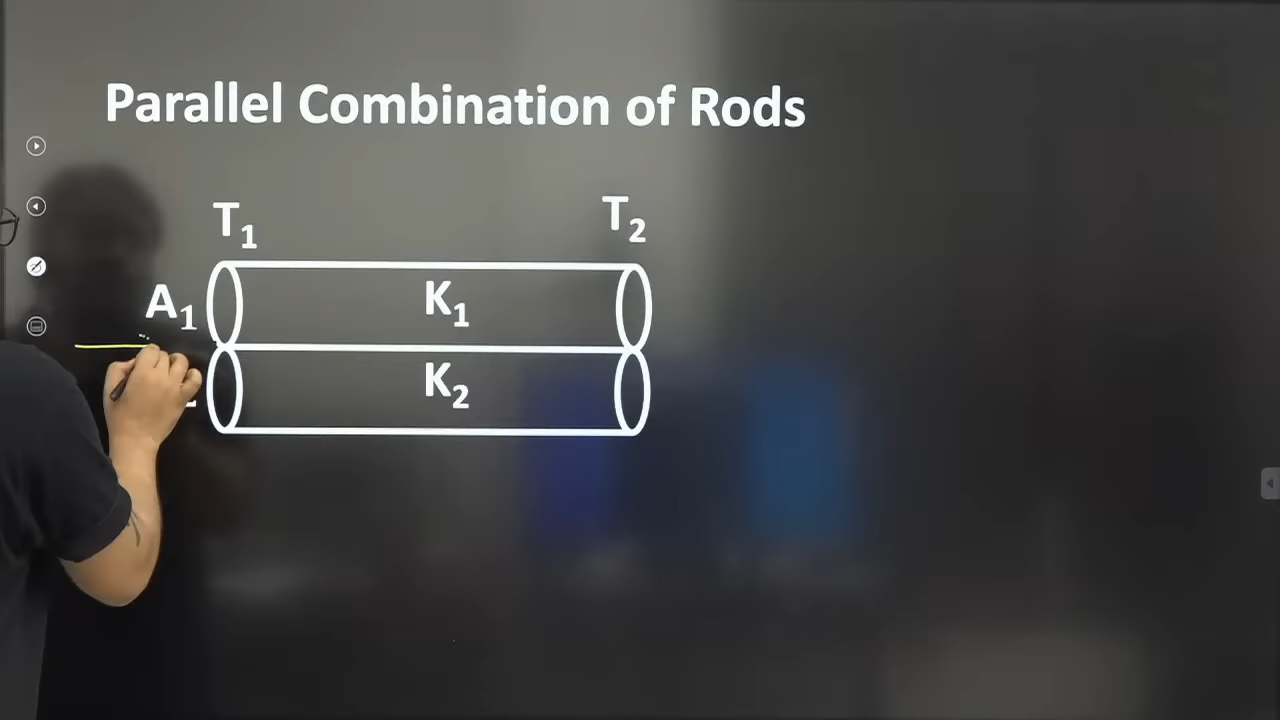 Parallel Combination of Rods
T₁ T₂
A₁ K₁
K₂